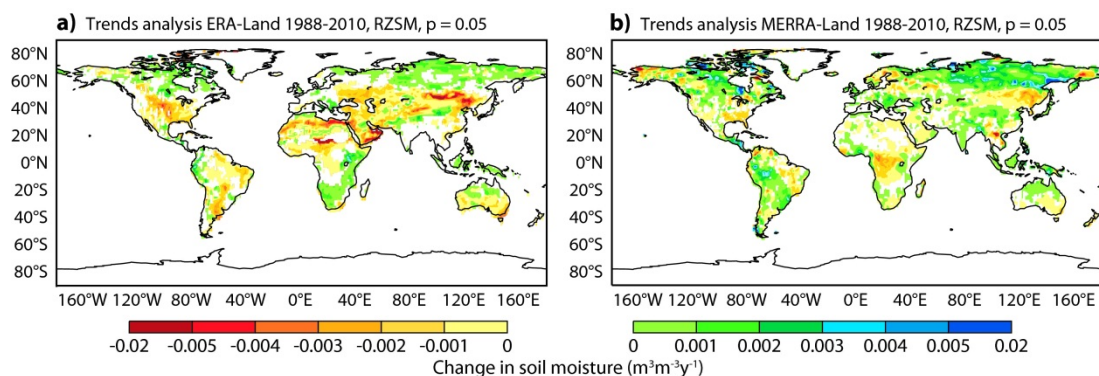 a) Trends analysis ERA-Land 1988-2010, RZSM, p = 0.05
80°N
60°N
40°N
20°N
0°N
20°S
40°S
60°S
80°S
160°W 120°W 80°W 40°W 0°E 40°E 80°E 120°E 160°E
b) Trends analysis MERRA-Land 1988-2010, RZSM, p = 0.05
80°N
60°N
40°N
20°N
0°N
20°S
40°S
60°S
80°S
160°W 120°W 80°W 40°W 0°E 40°E 80°E 120°E 160°E
-0.02 -0.005 -0.004 -0.003 -0.002 -0.001 0
0 0.001 0.002 0.003 0.004 0.005 0.02
Change in soil moisture (m³m⁻³y⁻¹)